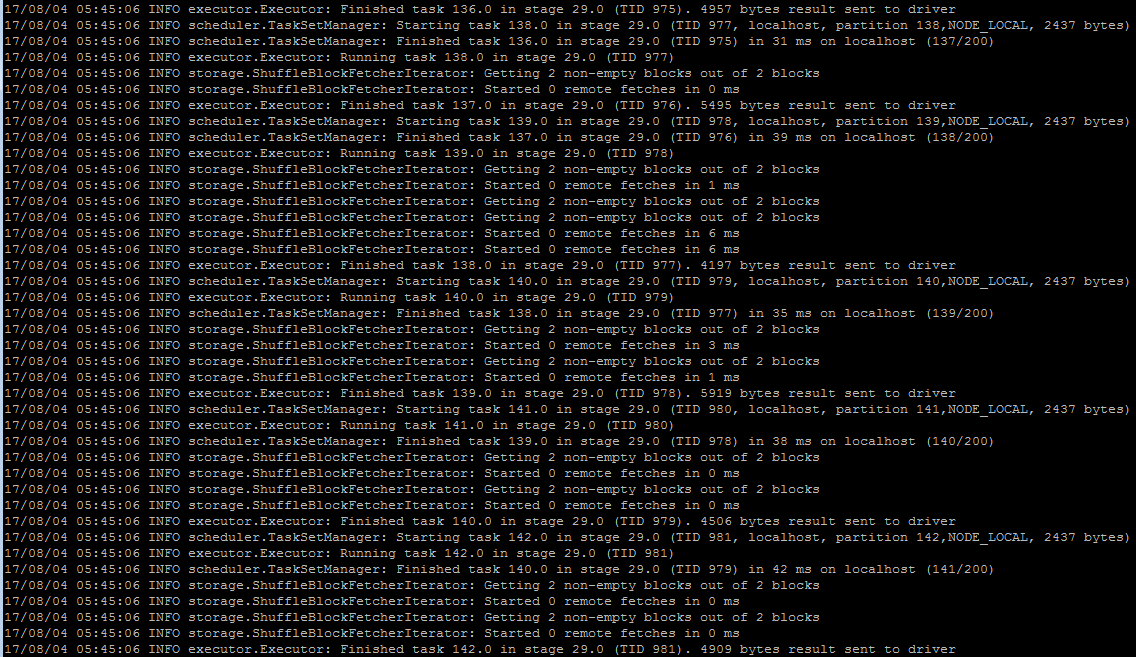 17/08/04 05:45:06 INFO executor.Executor: Finished task 136.0 in stage 29.0 (TID 975). 4957 bytes result sent to driver
17/08/04 05:45:06 INFO scheduler.TaskSetManager: Starting task 138.0 in stage 29.0 (TID 977, localhost, partition 138,NODE_LOCAL, 2437 bytes)
17/08/04 05:45:06 INFO scheduler.TaskSetManager: Finished task 136.0 in stage 29.0 (TID 975) in 31 ms on localhost (137/200)
17/08/04 05:45:06 INFO executor.Executor: Running task 138.0 in stage 29.0 (TID 977)
17/08/04 05:45:06 INFO storage.ShuffleBlockFetcherIterator: Getting 2 non-empty blocks out of 2 blocks
17/08/04 05:45:06 INFO storage.ShuffleBlockFetcherIterator: Started 0 remote fetches in 0 ms
17/08/04 05:45:06 INFO executor.Executor: Finished task 137.0 in stage 29.0 (TID 976). 5495 bytes result sent to driver
17/08/04 05:45:06 INFO scheduler.TaskSetManager: Starting task 139.0 in stage 29.0 (TID 978, localhost, partition 139,NODE_LOCAL, 2437 bytes)
17/08/04 05:45:06 INFO scheduler.TaskSetManager: Finished task 137.0 in stage 29.0 (TID 976) in 39 ms on localhost (138/200)
17/08/04 05:45:06 INFO executor.Executor: Running task 139.0 in stage 29.0 (TID 978)
17/08/04 05:45:06 INFO storage.ShuffleBlockFetcherIterator: Getting 2 non-empty blocks out of 2 blocks
17/08/04 05:45:06 INFO storage.ShuffleBlockFetcherIterator: Started 0 remote fetches in 1 ms
17/08/04 05:45:06 INFO storage.ShuffleBlockFetcherIterator: Getting 2 non-empty blocks out of 2 blocks
17/08/04 05:45:06 INFO storage.ShuffleBlockFetcherIterator: Getting 2 non-empty blocks out of 2 blocks
17/08/04 05:45:06 INFO storage.ShuffleBlockFetcherIterator: Started 0 remote fetches in 6 ms
17/08/04 05:45:06 INFO storage.ShuffleBlockFetcherIterator: Started 0 remote fetches in 6 ms
17/08/04 05:45:06 INFO executor.Executor: Finished task 138.0 in stage 29.0 (TID 977). 4197 bytes result sent to driver
17/08/04 05:45:06 INFO scheduler.TaskSetManager: Starting task 140.0 in stage 29.0 (TID 979, localhost, partition 140,NODE_LOCAL, 2437 bytes)
17/08/04 05:45:06 INFO executor.Executor: Running task 140.0 in stage 29.0 (TID 979)
17/08/04 05:45:06 INFO scheduler.TaskSetManager: Finished task 138.0 in stage 29.0 (TID 977) in 35 ms on localhost (139/200)
17/08/04 05:45:06 INFO storage.ShuffleBlockFetcherIterator: Getting 2 non-empty blocks out of 2 blocks
17/08/04 05:45:06 INFO storage.ShuffleBlockFetcherIterator: Started 0 remote fetches in 3 ms
17/08/04 05:45:06 INFO storage.ShuffleBlockFetcherIterator: Getting 2 non-empty blocks out of 2 blocks
17/08/04 05:45:06 INFO storage.ShuffleBlockFetcherIterator: Started 0 remote fetches in 1 ms
17/08/04 05:45:06 INFO executor.Executor: Finished task 139.0 in stage 29.0 (TID 978). 5919 bytes result sent to driver
17/08/04 05:45:06 INFO scheduler.TaskSetManager: Starting task 141.0 in stage 29.0 (TID 980, localhost, partition 141,NODE_LOCAL, 2437 bytes)
17/08/04 05:45:06 INFO executor.Executor: Running task 141.0 in stage 29.0 (TID 980)
17/08/04 05:45:06 INFO scheduler.TaskSetManager: Finished task 139.0 in stage 29.0 (TID 978) in 38 ms on localhost (140/200)
17/08/04 05:45:06 INFO storage.ShuffleBlockFetcherIterator: Getting 2 non-empty blocks out of 2 blocks
17/08/04 05:45:06 INFO storage.ShuffleBlockFetcherIterator: Started 0 remote fetches in 0 ms
17/08/04 05:45:06 INFO storage.ShuffleBlockFetcherIterator: Getting 2 non-empty blocks out of 2 blocks
17/08/04 05:45:06 INFO storage.ShuffleBlockFetcherIterator: Started 0 remote fetches in 0 ms
17/08/04 05:45:06 INFO executor.Executor: Finished task 140.0 in stage 29.0 (TID 979). 4506 bytes result sent to driver
17/08/04 05:45:06 INFO scheduler.TaskSetManager: Starting task 142.0 in stage 29.0 (TID 981, localhost, partition 142,NODE_LOCAL, 2437 bytes)
17/08/04 05:45:06 INFO executor.Executor: Running task 142.0 in stage 29.0 (TID 981)
17/08/04 05:45:06 INFO scheduler.TaskSetManager: Finished task 140.0 in stage 29.0 (TID 979) in 42 ms on localhost (141/200)
17/08/04 05:45:06 INFO storage.ShuffleBlockFetcherIterator: Getting 2 non-empty blocks out of 2 blocks
17/08/04 05:45:06 INFO storage.ShuffleBlockFetcherIterator: Started 0 remote fetches in 0 ms
17/08/04 05:45:06 INFO storage.ShuffleBlockFetcherIterator: Getting 2 non-empty blocks out of 2 blocks
17/08/04 05:45:06 INFO storage.ShuffleBlockFetcherIterator: Started 0 remote fetches in 0 ms
17/08/04 05:45:06 INFO executor.Executor: Finished task 142.0 in stage 29.0 (TID 981). 4909 bytes result sent to driver